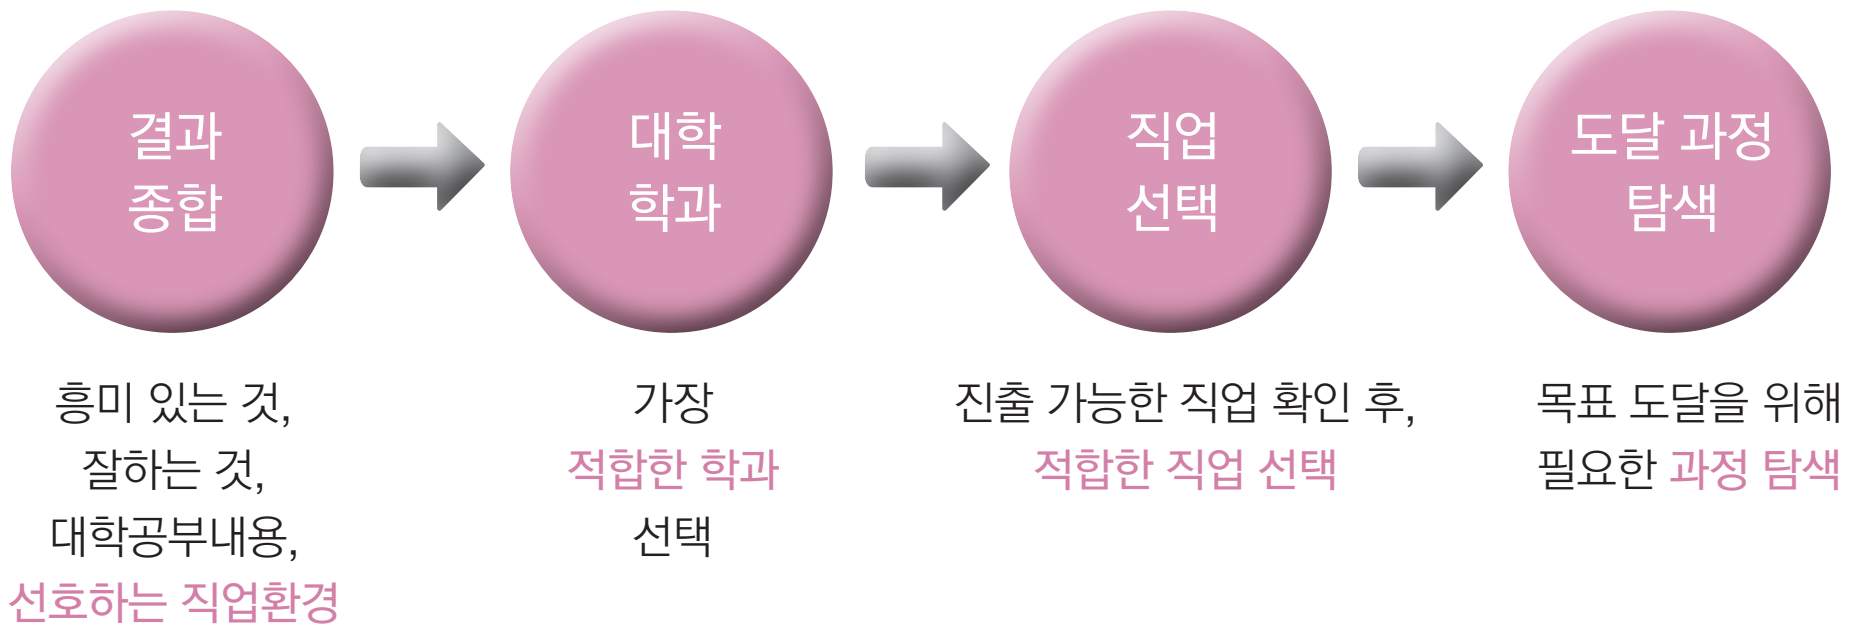 결과
종합
대학
학과
직업
선택
도달 과정
탐색
흥미 있는 것,
잘하는 것,
대학공부내용,
선호하는 직업환경
가장
적합한 학과
선택
진출 가능한 직업 확인 후,
적합한 직업 선택
목표 도달을 위해
필요한 과정 탐색